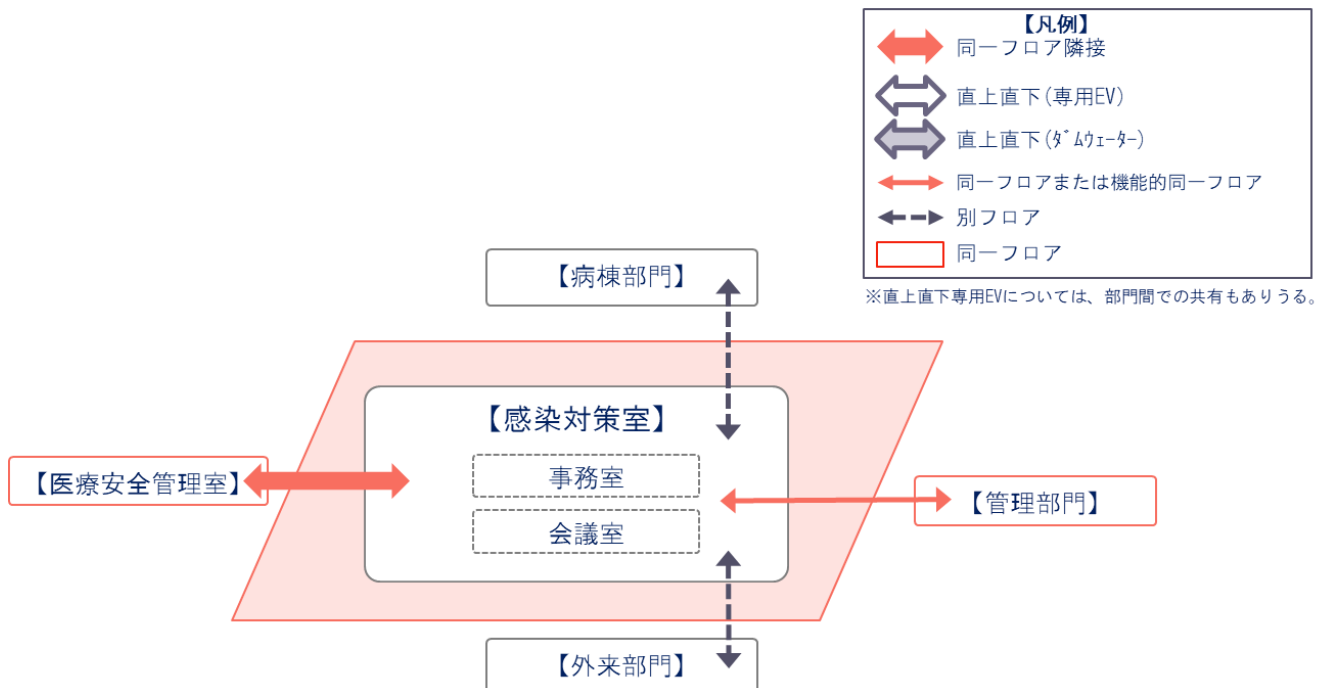 【凡例】
同一フロア隣接
直上直下(専用EV)
直上直下(ﾀﾞﾑｳｪｰﾀｰ)
同一フロアまたは機能的同一フロア
別フロア
同一フロア
※直上直下専用EVについては、部門間での共有もありうる。
【病棟部門】
【感染対策室】
【医療安全管理室】
事務室
【管理部門】
会議室
【外来部門】